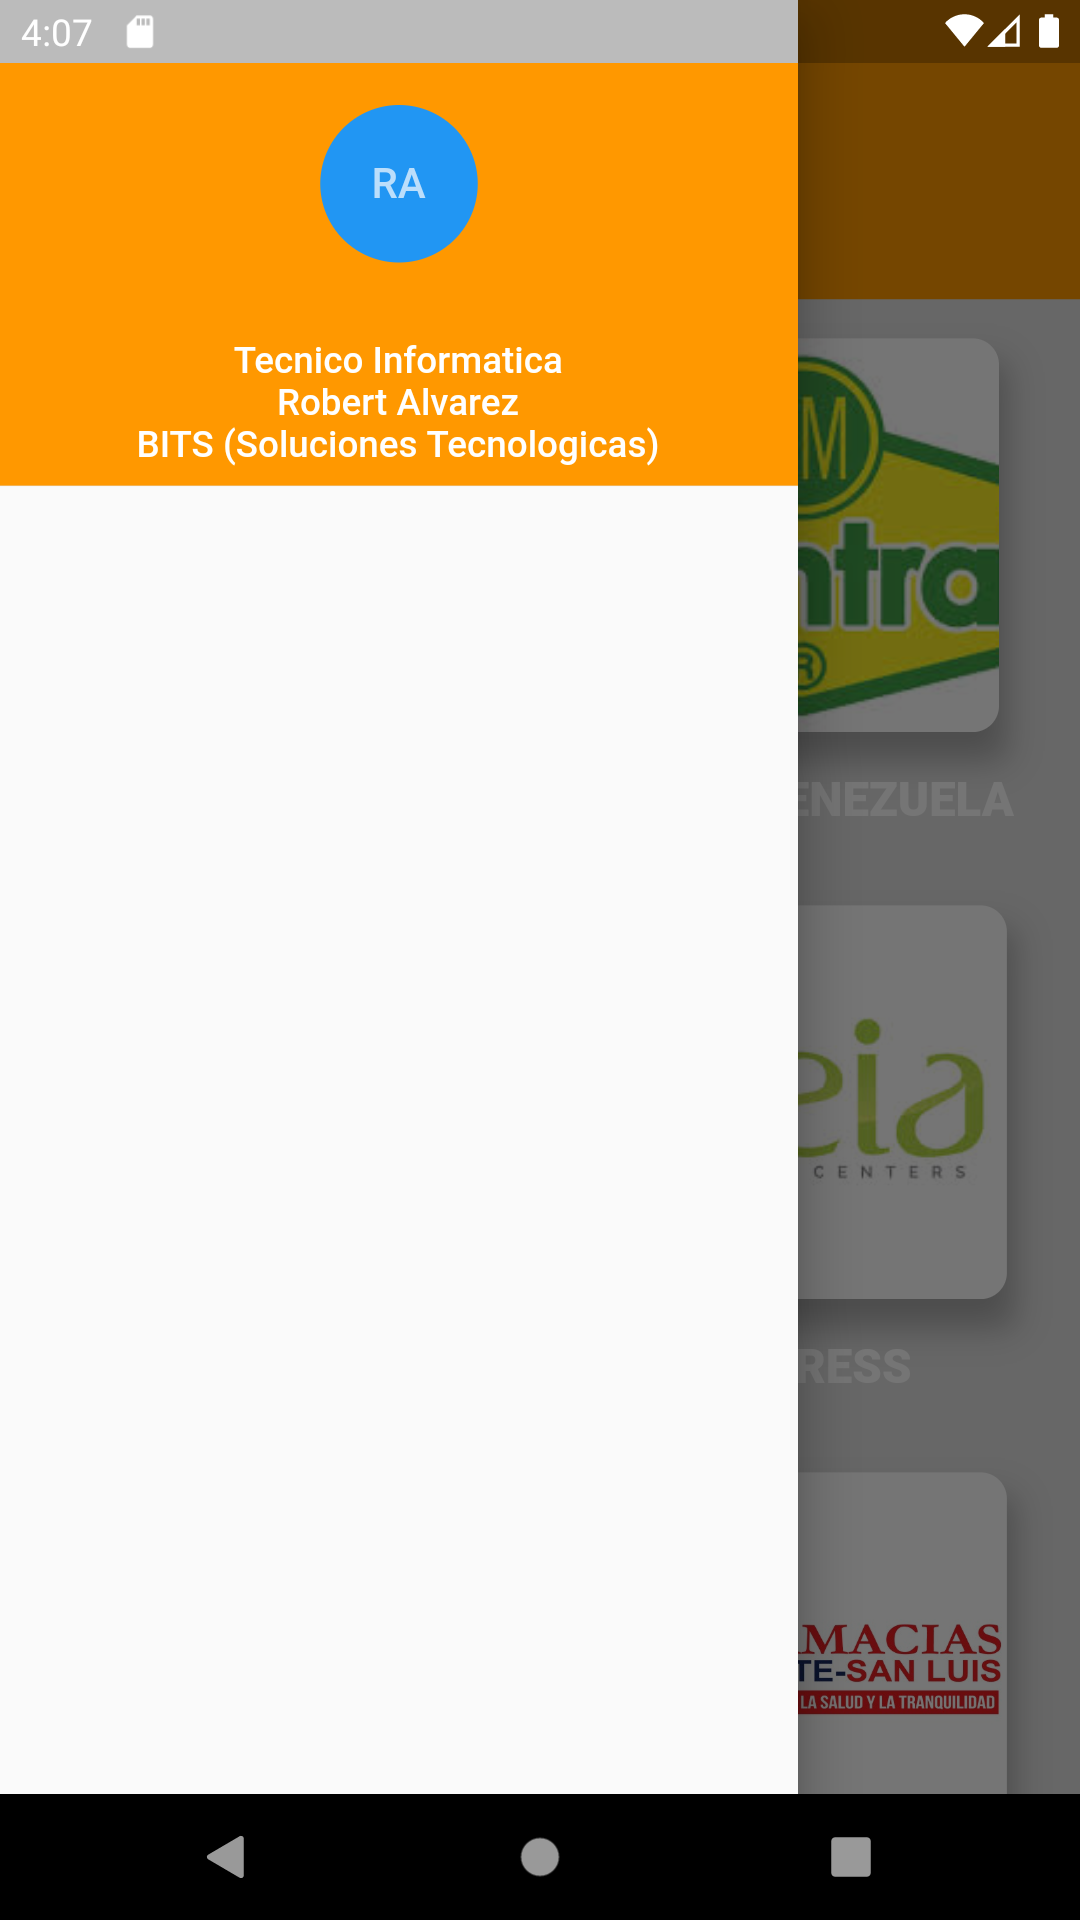 4:07
RA
Tecnico Informatica
Robert Alvarez
BITS (Soluciones Tecnologicas)
M
ntra
R
ENEZUELA
eia
CENTERS
RESS
MACIAS
TE-SAN LUIS
LA SALUD Y LA TRANQUILIDAD